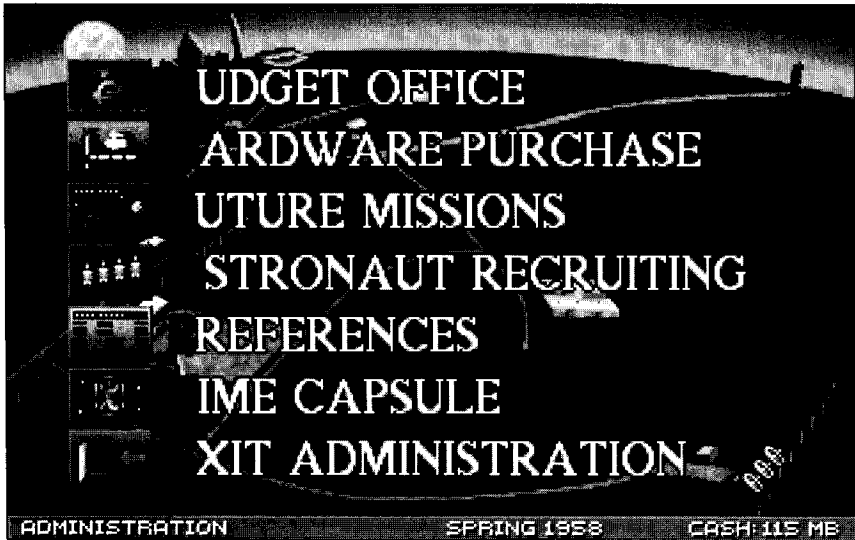 UDGET OFFICE
ARDWARE PURCHASE
UTURE MISSIONS
STRONAUT RECRUITING
REFERENCES
IME CAPSULE
XIT ADMINISTRATION
ADMINISTRATION SPRING 1958 CASH: 115 MB